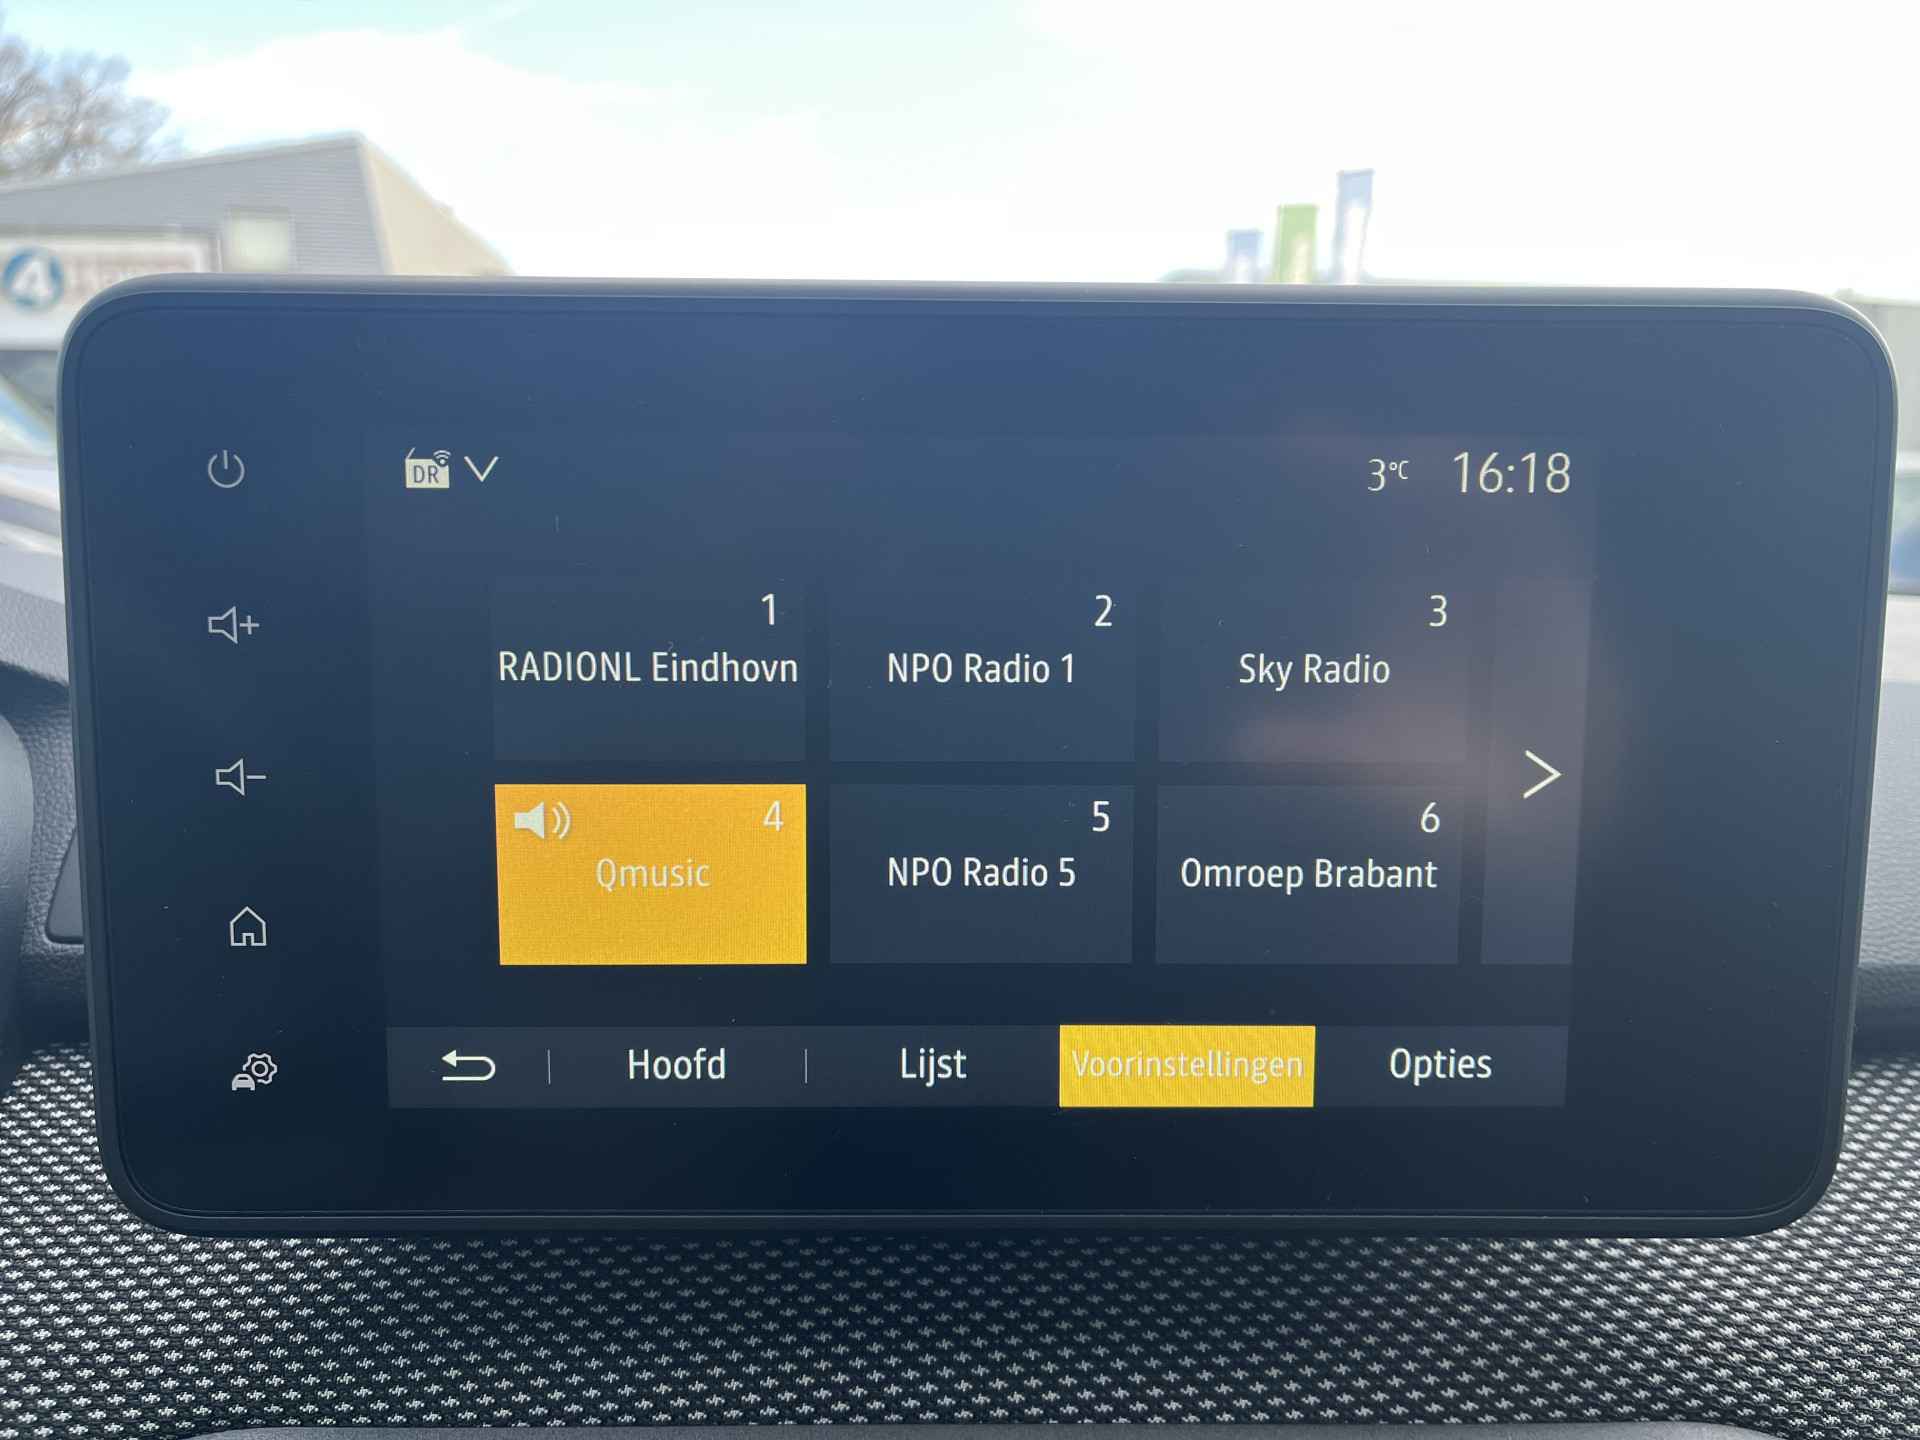 4
DR
3°C 16:18
1 2 3
RADIONL Eindhovn NPO Radio 1 Sky Radio
4 5 6
Qmusic NPO Radio 5 Omroep Brabant
Hoofd Lijst Voorinstellingen Opties